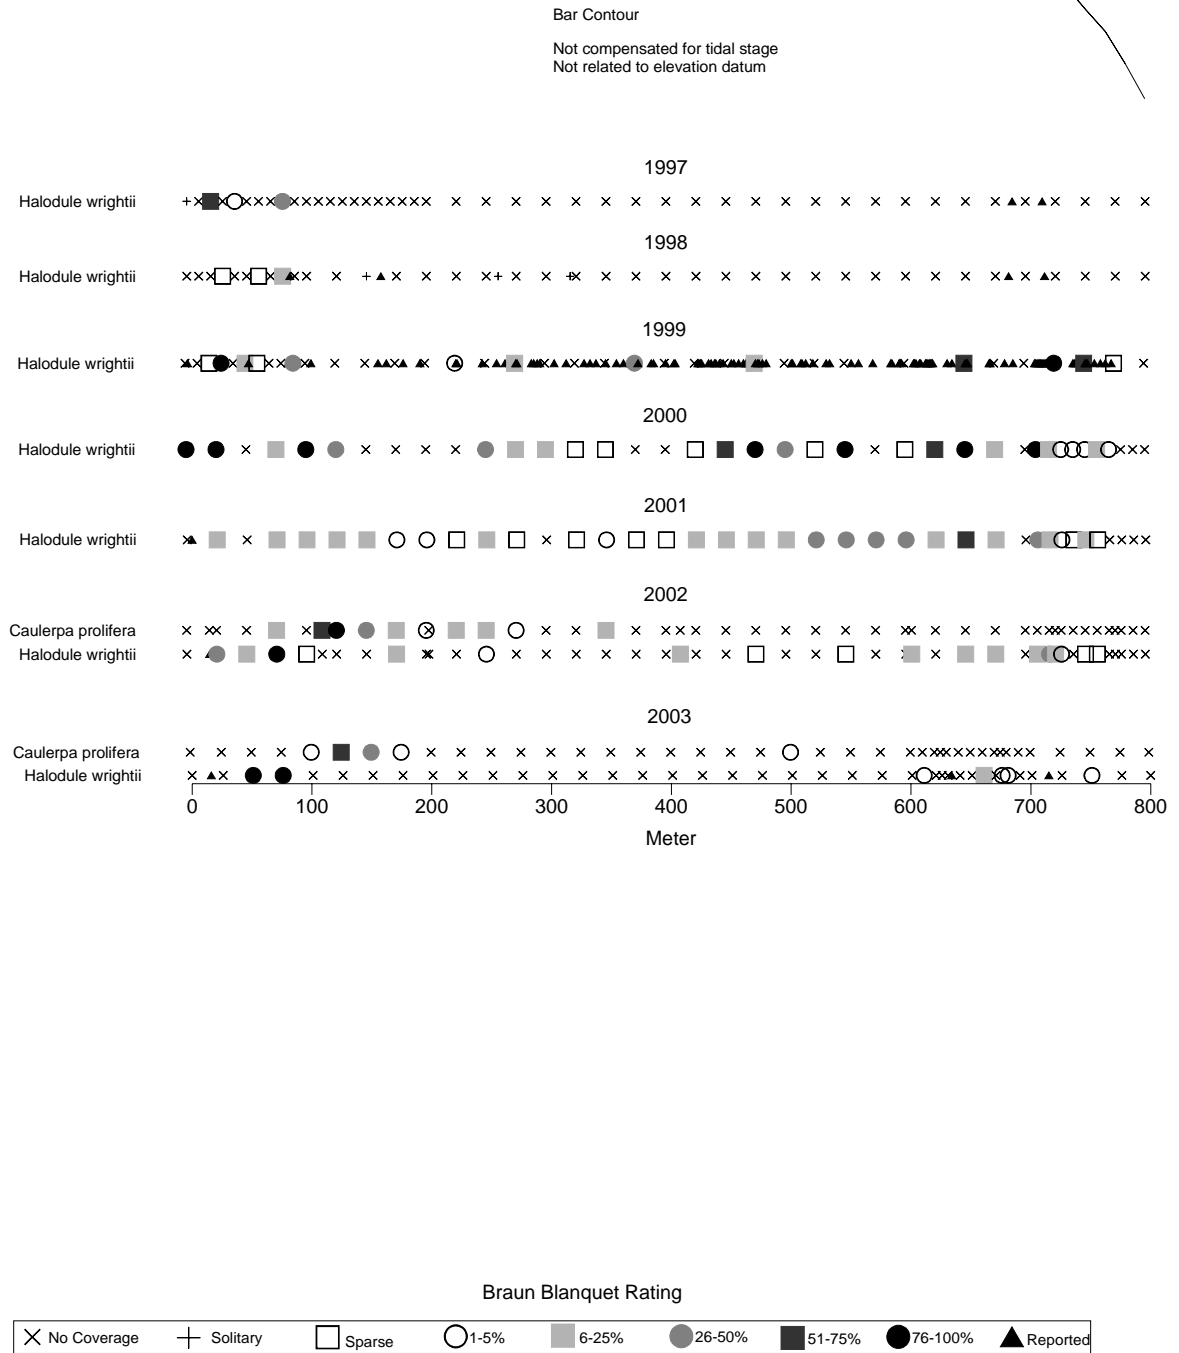 Bar Contour
Not compensated for tidal stage
Not related to elevation datum
1997
Halodule wrightii
1998
Halodule wrightii
1999
Halodule wrightii
2000
Halodule wrightii
2001
Halodule wrightii
2002
Caulerpa prolifera
Halodule wrightii
2003
Caulerpa prolifera
Halodule wrightii
0 100 200 300 400 500 600 700 800
Meter
Braun Blanquet Rating
No Coverage Solitary Sparse 1-5% 6-25% 26-50% 51-75% 76-100% Reported